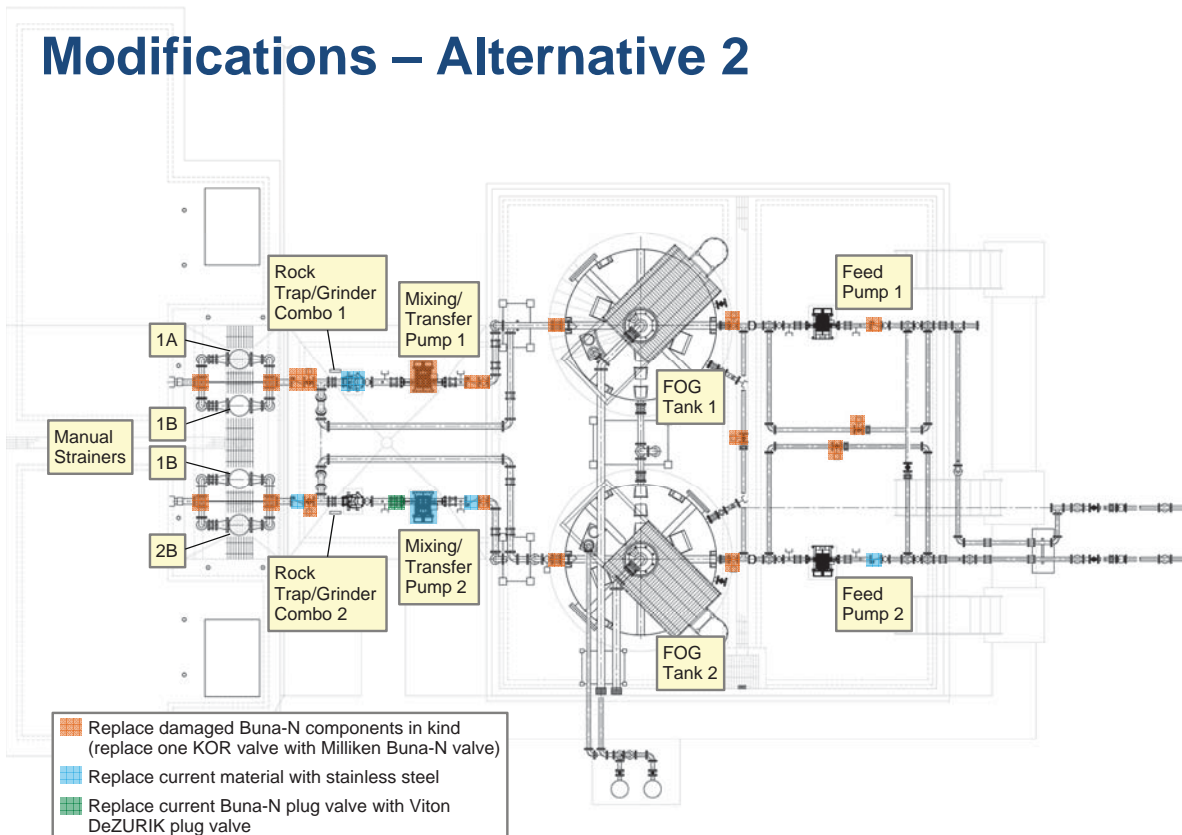 Modifications – Alternative 2
Rock
Trap/Grinder
Combo 1
Mixing/
Transfer
Pump 1
Feed
Pump 1
1A
FOG
Tank 1
1B
Manual
Strainers
1B
2B
Rock
Trap/Grinder
Combo 2
Mixing/
Transfer
Pump 2
Feed
Pump 2
FOG
Tank 2
Replace damaged Buna-N components in kind
(replace one KOR valve with Milliken Buna-N valve)
Replace current material with stainless steel
Replace current Buna-N plug valve with Viton
DeZURIK plug valve